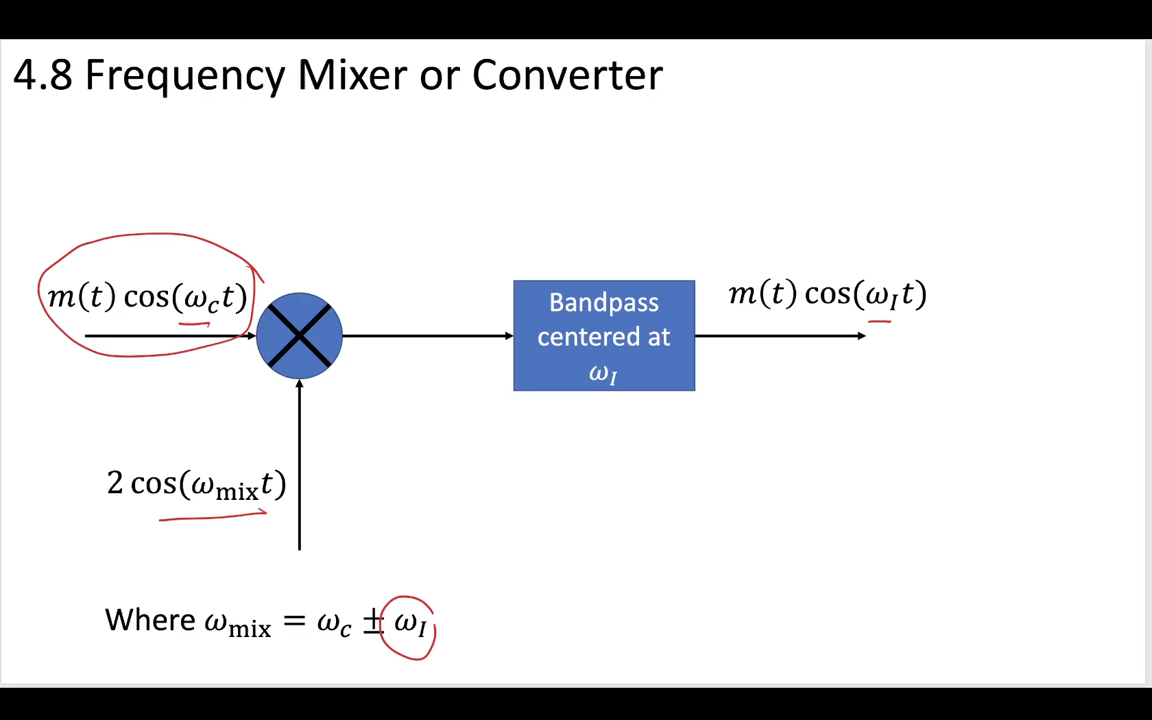 4.8 Frequency Mixer or Converter
m(t) cos(ω_c t)
Bandpass
centered at
ω_I
m(t) cos(ω_I t)
2 cos(ω_mix t)
Where ω_mix = ω_c ± ω_I